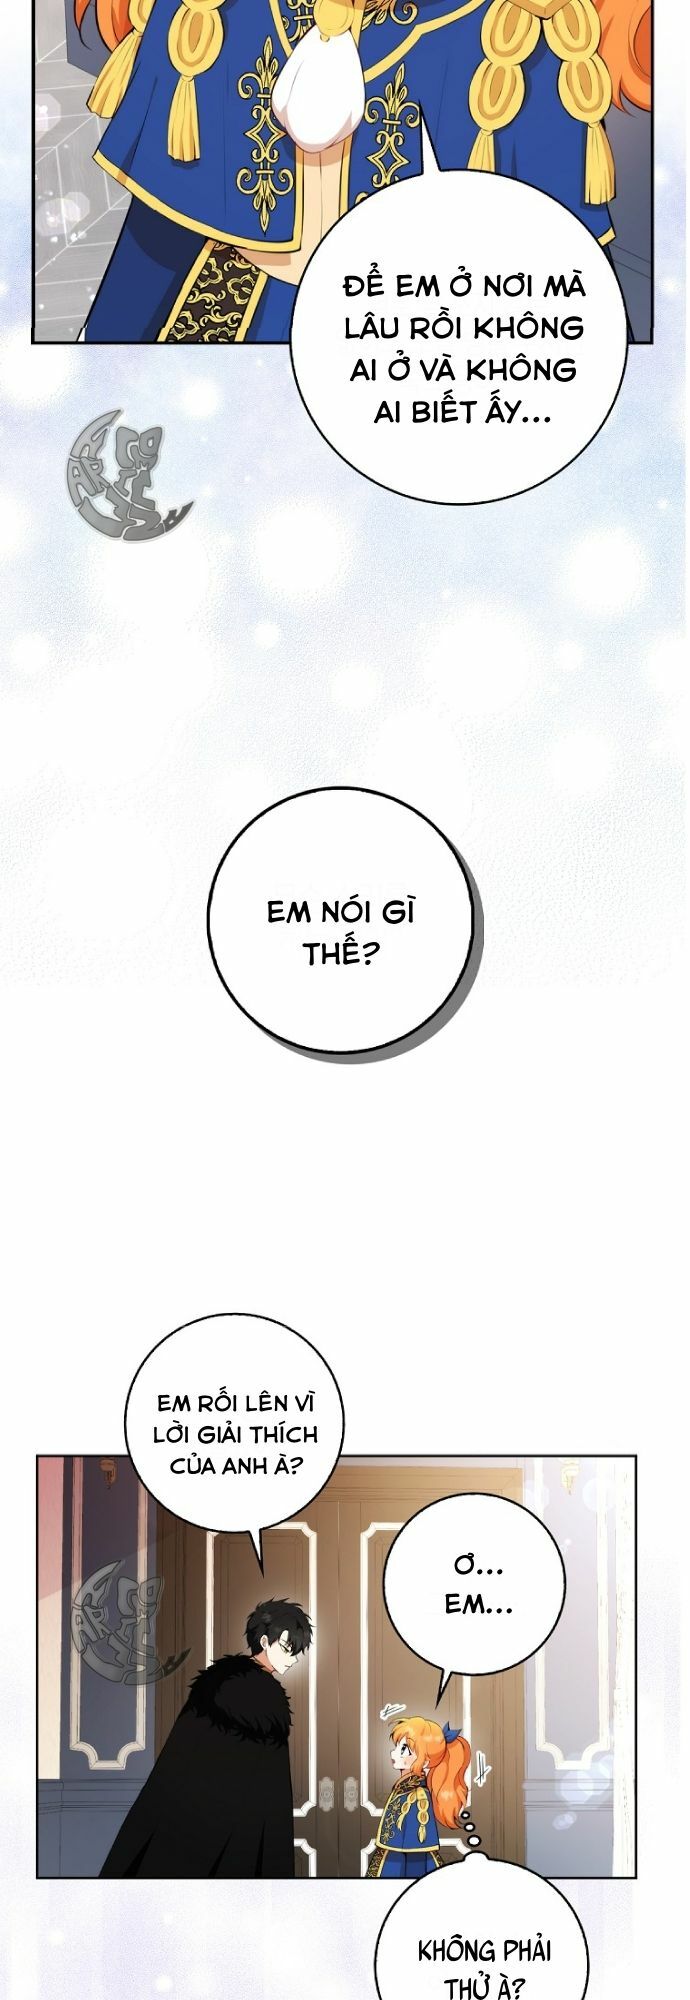 ĐỂ EM Ở NƠI MÀ
LÂU RỒI KHÔNG
AI Ở VÀ KHÔNG
AI BIẾT ẤY...
EM NÓI GÌ
THẾ?
EM RỐI LÊN VÌ
LỜI GIẢI THÍCH
CỦA ANH À?
Ơ...
EM...
KHÔNG PHẢI
THỬ À?